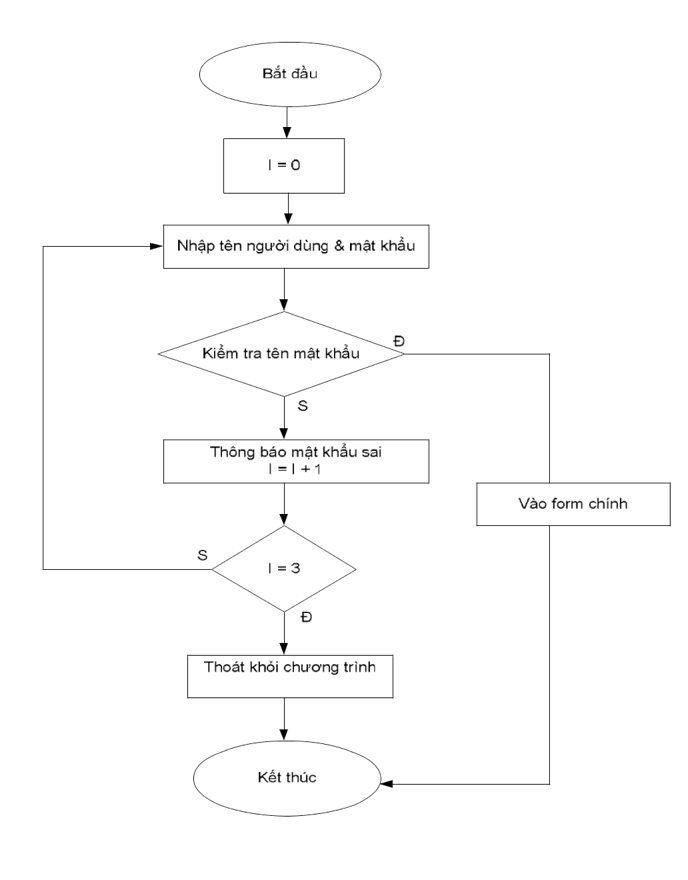 Bắt đầu
I = 0
Nhập tên người dùng & mật khẩu
Kiểm tra tên mật khẩu
Đ
S
Thông báo mật khẩu sai
I = I + 1
Vào form chính
S
I = 3
Đ
Thoát khỏi chương trình
Kết thúc